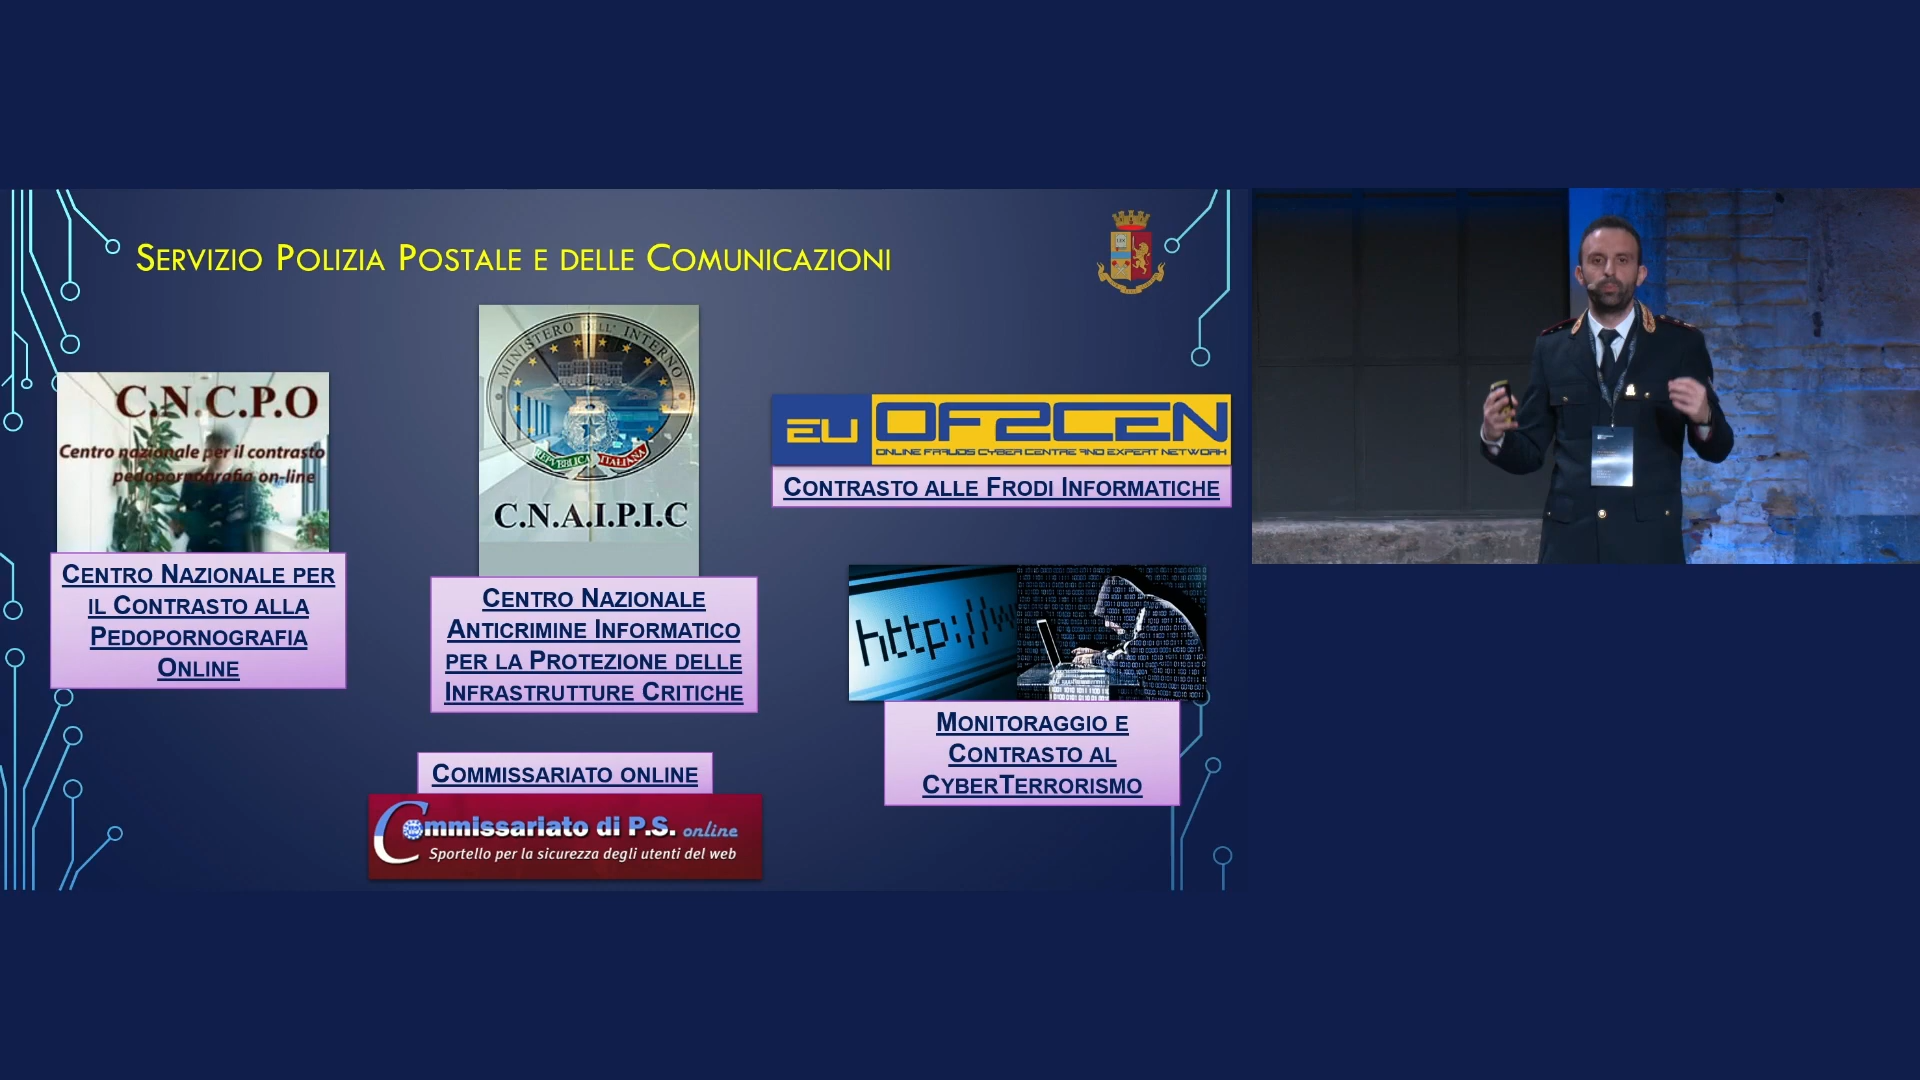 SERVIZIO POLIZIA POSTALE E DELLE COMUNICAZIONI
C.N.C.P.O
Centro nazionale per il contrasto
pedopornografia on-line
CENTRO NAZIONALE PER
IL CONTRASTO ALLA
PEDOPORNOGRAFIA
ONLINE
MINISTERO DELL'INTERNO
REPVBBLICA ITALIANA
C.N.A.I.P.I.C
CENTRO NAZIONALE
ANTICRIMINE INFORMATICO
PER LA PROTEZIONE DELLE
INFRASTRUTTURE CRITICHE
EU OF2CEN
ONLINE FRAUDS CYBER CENTRE AND EXPERT NETWORK
CONTRASTO ALLE FRODI INFORMATICHE
http://w
MONITORAGGIO E
CONTRASTO AL
CYBERTERRORISMO
COMMISSARIATO ONLINE
Commissariato di P.S. online
Sportello per la sicurezza degli utenti del web